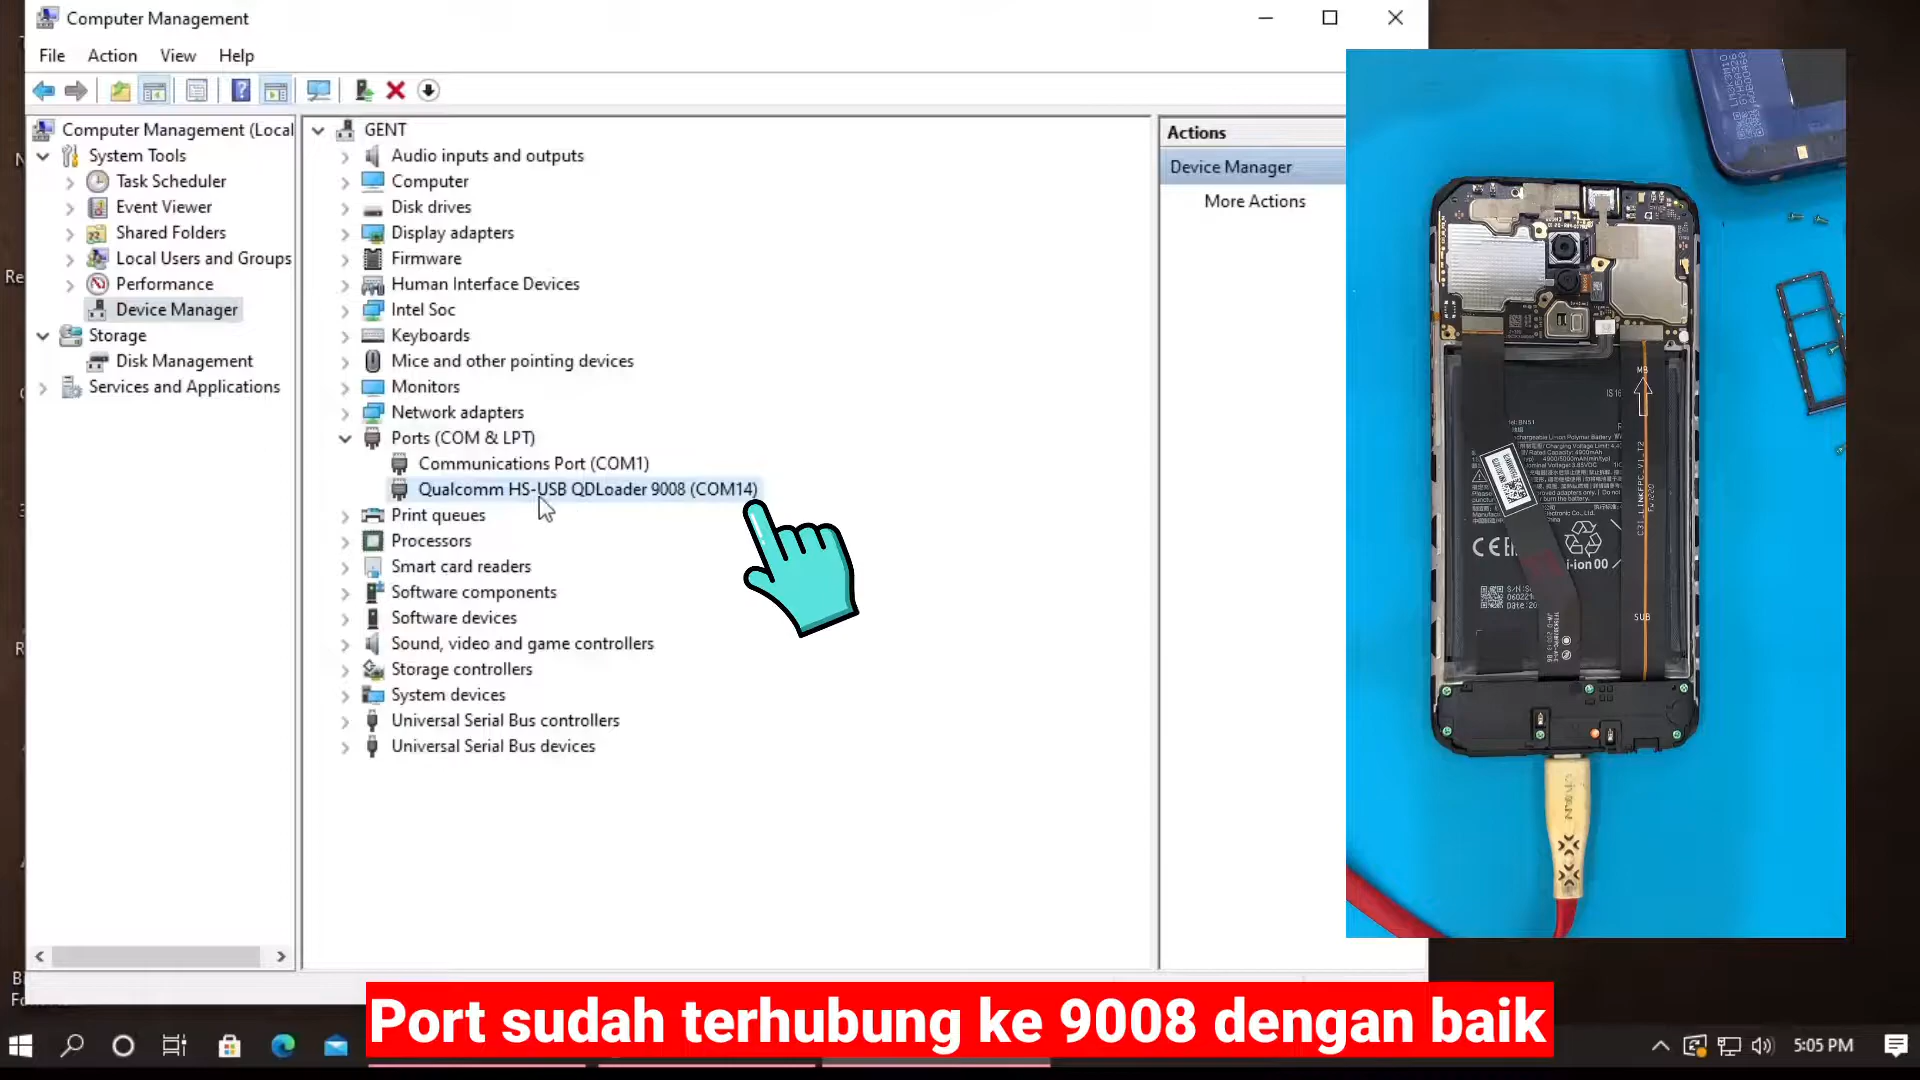 Computer Management
File Action View Help
Computer Management (Local
System Tools
Task Scheduler
Event Viewer
Shared Folders
Local Users and Groups
Performance
Device Manager
Storage
Disk Management
Services and Applications
GENT
Audio inputs and outputs
Computer
Disk drives
Display adapters
Firmware
Human Interface Devices
Intel Soc
Keyboards
Mice and other pointing devices
Monitors
Network adapters
Ports (COM & LPT)
Communications Port (COM1)
Qualcomm HS-USB QDLoader 9008 (COM14)
Print queues
Processors
Smart card readers
Software components
Software devices
Sound, video and game controllers
Storage controllers
System devices
Universal Serial Bus controllers
Universal Serial Bus devices
Actions
Device Manager
More Actions
MB
C3I_LINKFPC_V1_T2
SUB
Port sudah terhubung ke 9008 dengan baik
5:05 PM